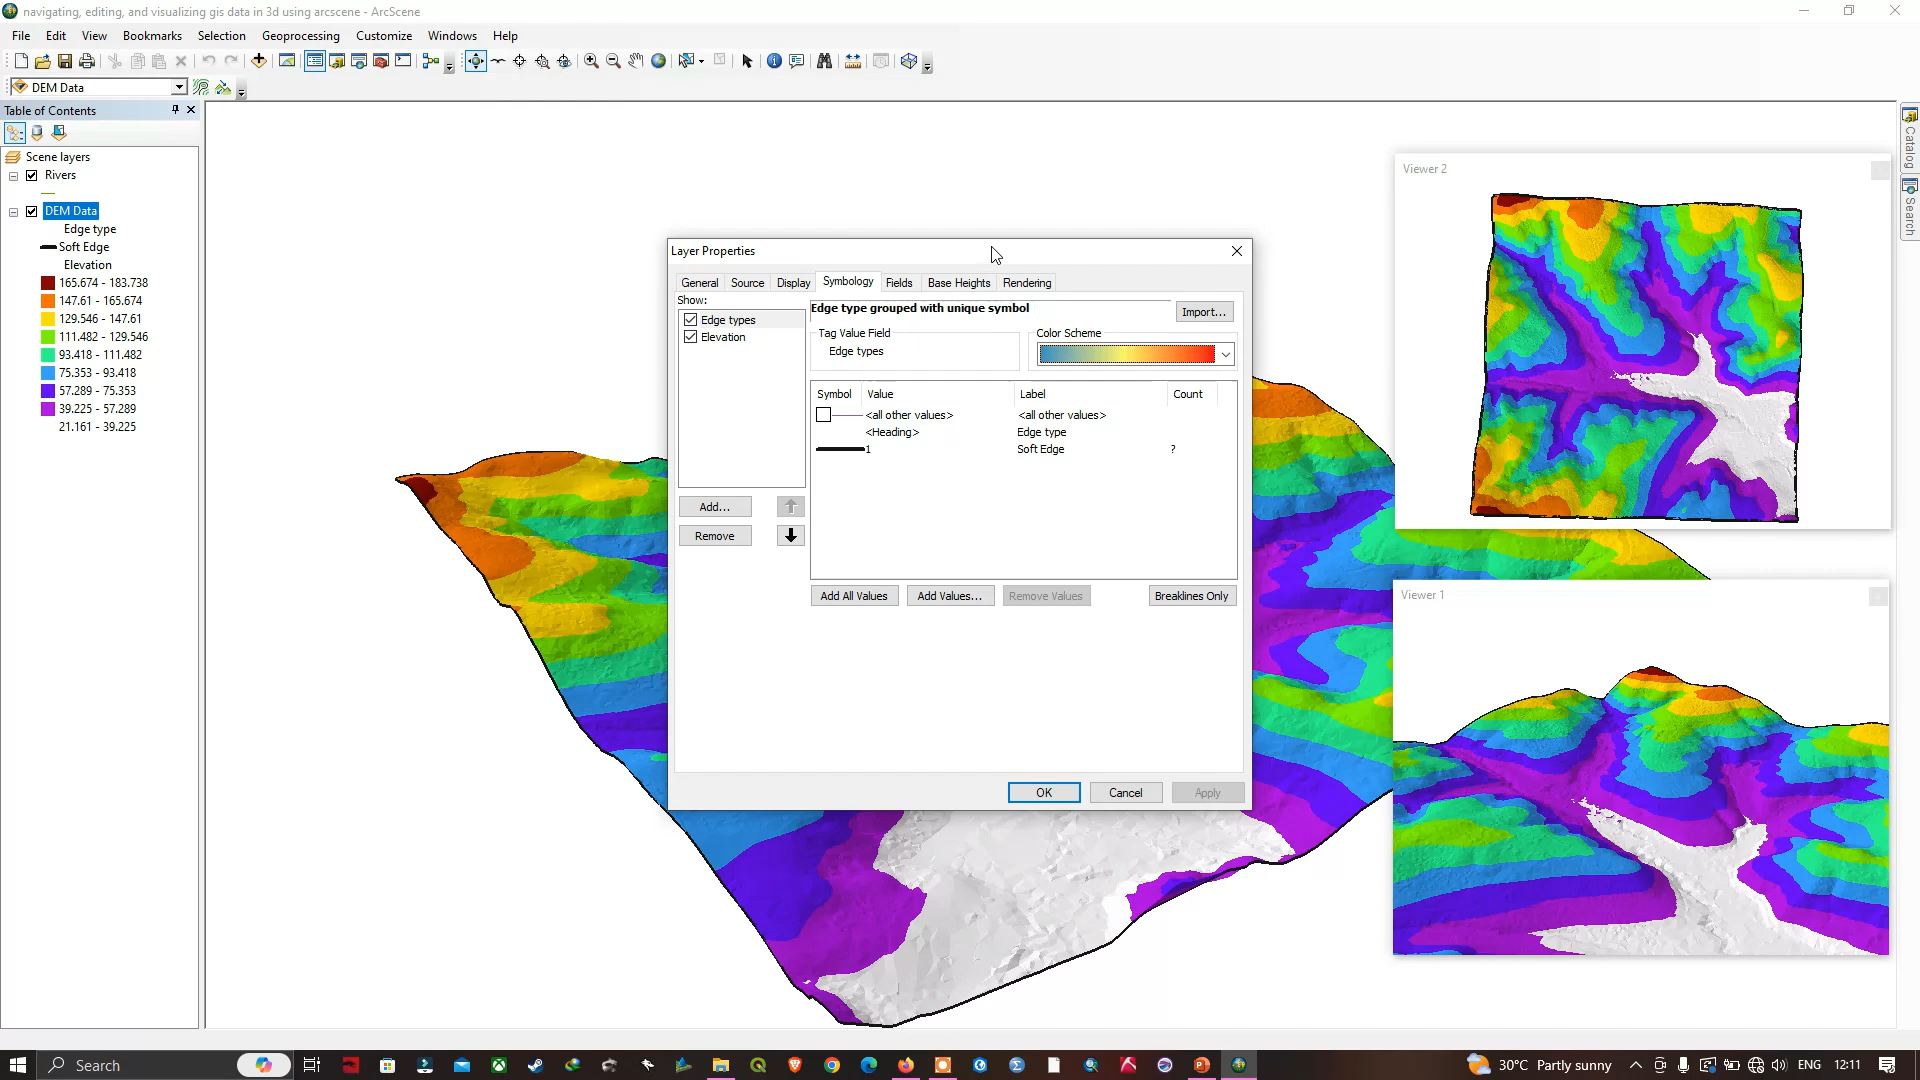 navigating, editing, and visualizing gis data in 3d using arcscene - ArcScene
File Edit View Bookmarks Selection Geoprocessing Customize Windows Help
DEM Data
Table of Contents
Scene layers
Rivers
DEM Data
Edge type
Soft Edge
Elevation
165.674 - 183.738
147.61 - 165.674
129.546 - 147.61
111.482 - 129.546
93.418 - 111.482
75.353 - 93.418
57.289 - 75.353
39.225 - 57.289
21.161 - 39.225
Layer Properties
General Source Display Symbology Fields Base Heights Rendering
Show:
Edge types
Elevation
Add...
Remove
Edge type grouped with unique symbol
Import...
Tag Value Field
Edge types
Color Scheme
Symbol Value Label Count
<all other values> <all other values>
<Heading> Edge type
1 Soft Edge ?
Add All Values Add Values... Remove Values Breaklines Only
OK Cancel Apply
Viewer 2
Viewer 1
Catalog
Search
Search
30°C Partly sunny
ENG
12:11